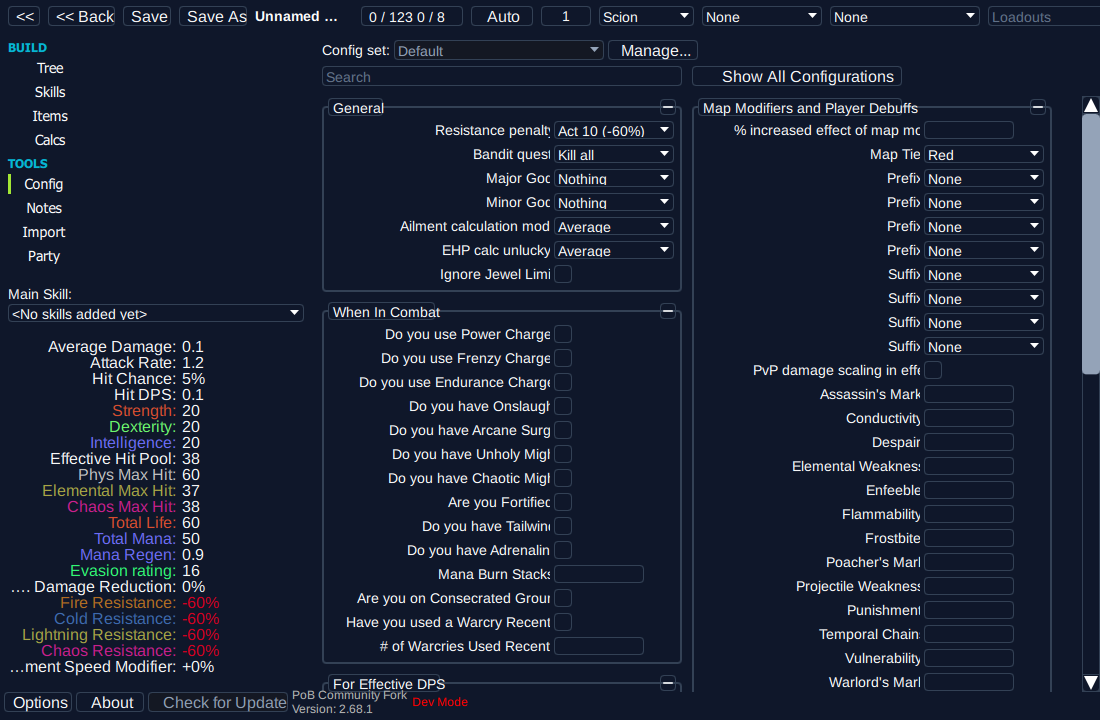 << << Back Save Save As Unnamed ... 0 / 123 0 / 8 Auto 1 Scion None None Loadouts
BUILD
Tree
Skills
Items
Calcs
TOOLS
Config
Notes
Import
Party
Main Skill:
<No skills added yet>
Average Damage: 0.1
Attack Rate: 1.2
Hit Chance: 5%
Hit DPS: 0.1
Strength: 20
Dexterity: 20
Intelligence: 20
Effective Hit Pool: 38
Phys Max Hit: 60
Elemental Max Hit: 37
Chaos Max Hit: 38
Total Life: 60
Total Mana: 50
Mana Regen: 0.9
Evasion rating: 16
.... Damage Reduction: 0%
Fire Resistance: -60%
Cold Resistance: -60%
Lightning Resistance: -60%
Chaos Resistance: -60%
...ment Speed Modifier: +0%
Options About Check for Update
PoB Community Fork
Version: 2.68.1
Dev Mode
Config set: Default Manage...
Search Show All Configurations
General
Resistance penalt Act 10 (-60%)
Bandit quest Kill all
Major God Nothing
Minor God Nothing
Ailment calculation mod Average
EHP calc unlucky Average
Ignore Jewel Limi
When In Combat
Do you use Power Charge
Do you use Frenzy Charge
Do you use Endurance Charge
Do you have Onslaugh
Do you have Arcane Surg
Do you have Unholy Migh
Do you have Chaotic Migh
Are you Fortified
Do you have Tailwin
Do you have Adrenalin
Mana Burn Stacks
Are you on Consecrated Groun
Have you used a Warcry Recent
# of Warcries Used Recent
For Effective DPS
Map Modifiers and Player Debuffs
% increased effect of map mo
Map Tie Red
Prefix None
Prefix None
Prefix None
Prefix None
Suffix None
Suffix None
Suffix None
Suffix None
PvP damage scaling in effe
Assassin's Mark
Conductivity
Despair
Elemental Weakness
Enfeeble
Flammability
Frostbite
Poacher's Mark
Projectile Weakness
Punishment
Temporal Chain
Vulnerability
Warlord's Mark